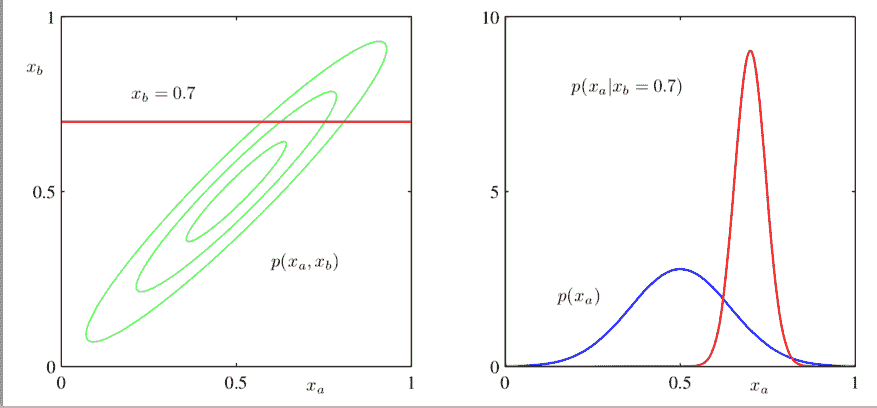 1
x_b
x_b = 0.7
0.5
p(x_a, x_b)
0
0
0.5
x_a
1
10
p(x_a|x_b = 0.7)
5
p(x_a)
0
0
0.5
x_a
1